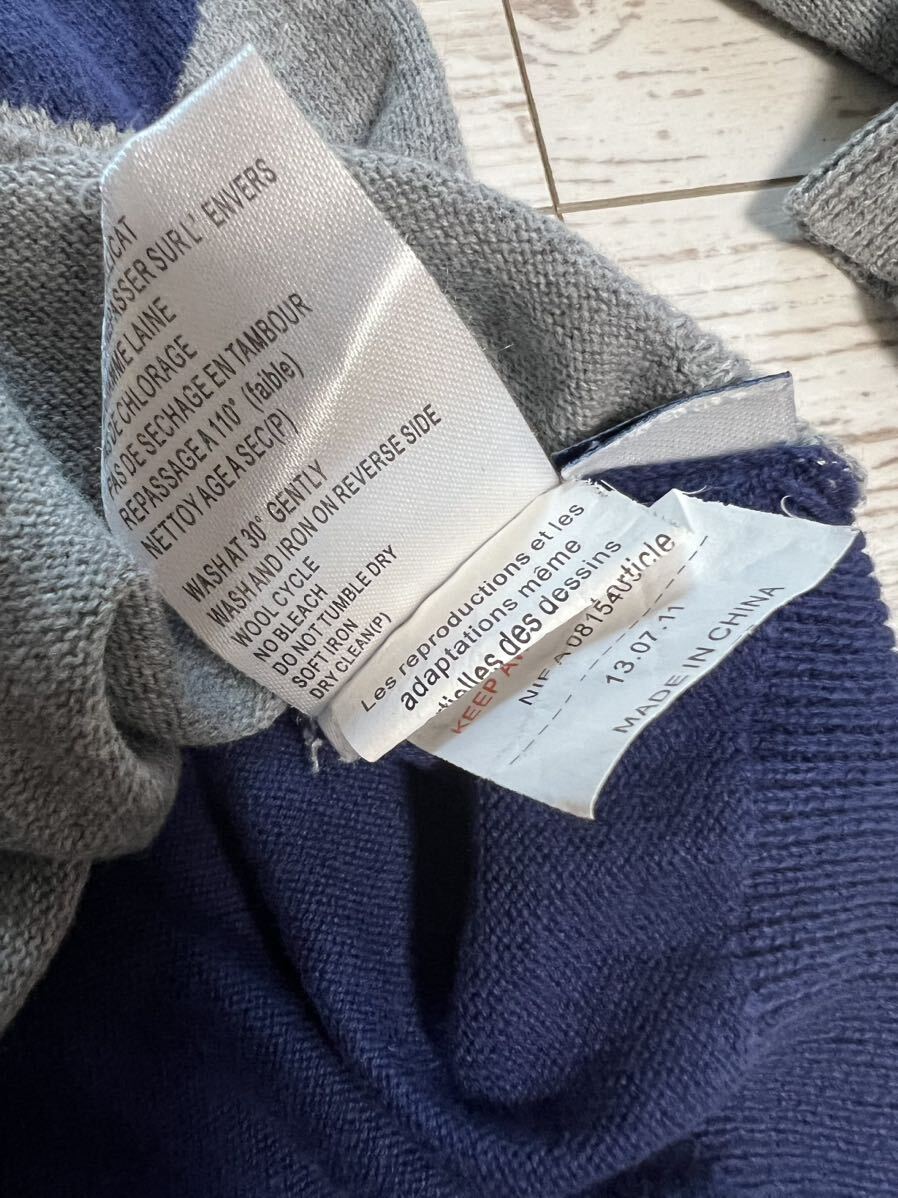 SUR L' ENVERS
LAINE
CHLORAGE
PAS DE SECHAGE EN TAMBOUR
REPASSAGE A 110° (faible)
NETTOYAGE A SEC(P)
WASH AT 30° GENTLY
WASH AND IRON ON REVERSE SIDE
WOOL CYCLE
NO BLEACH
DO NOT TUMBLE DRY
SOFT IRON
DRY CLEAN(P)
Les reproductions et les
adaptations même
des dessins
KEEP
NIF A 08154
13.07.11
MADE IN CHINA